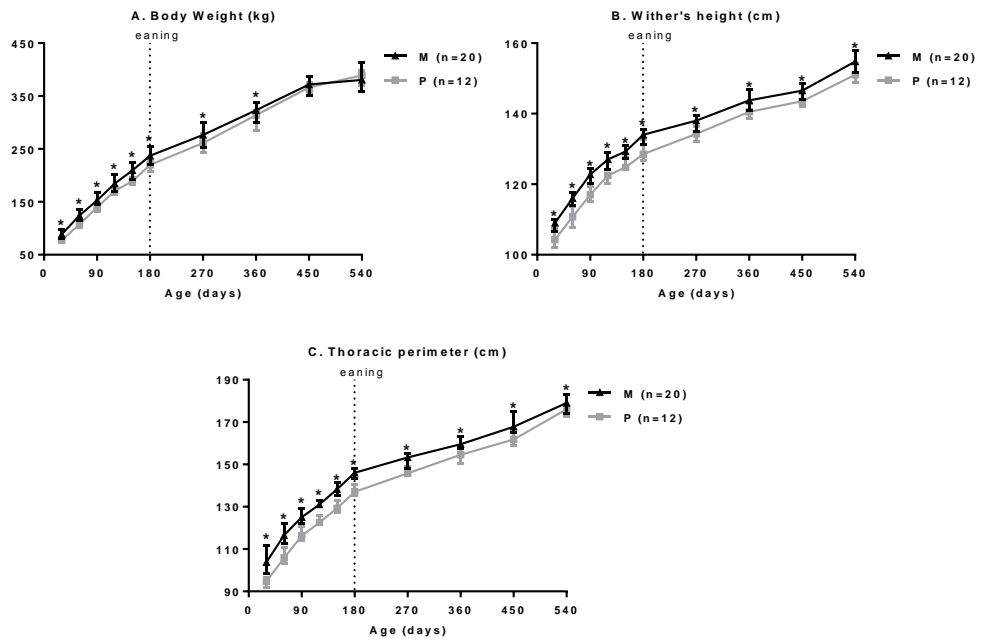 A. Body Weight (kg)
eaning
450
350
250
150
50
0 90 180 270 360 450 540
Age (days)
M (n=20)
P (n=12)
* * * * * * * *
B. Wither's height (cm)
eaning
160
140
120
100
0 90 180 270 360 450 540
Age (days)
M (n=20)
P (n=12)
* * * * * * * * * *
C. Thoracic perimeter (cm)
eaning
190
170
150
130
110
90
0 90 180 270 360 450 540
Age (days)
M (n=20)
P (n=12)
* * * * * * * * * *